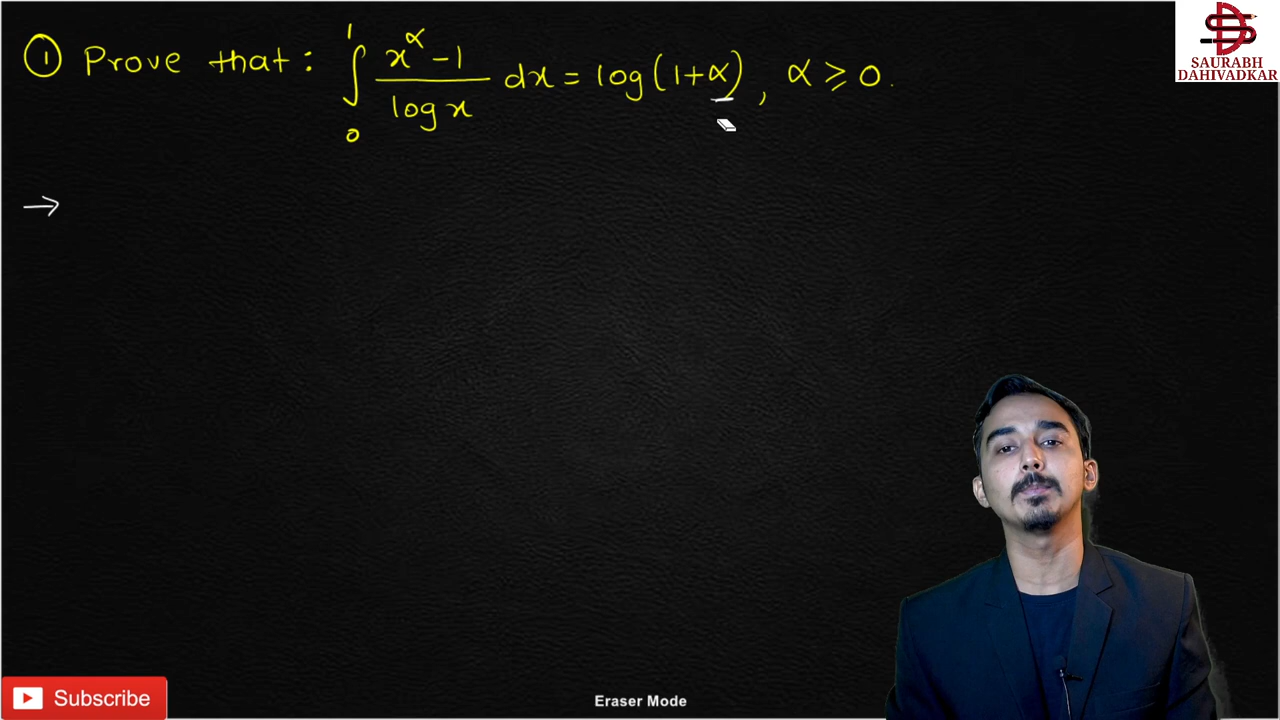 ① Prove that : ∫₀¹ (x^α - 1)/(log x) dx = log(1+α), α ≥ 0.
→
SAURABH
DAHIVADKAR
Subscribe
Eraser Mode